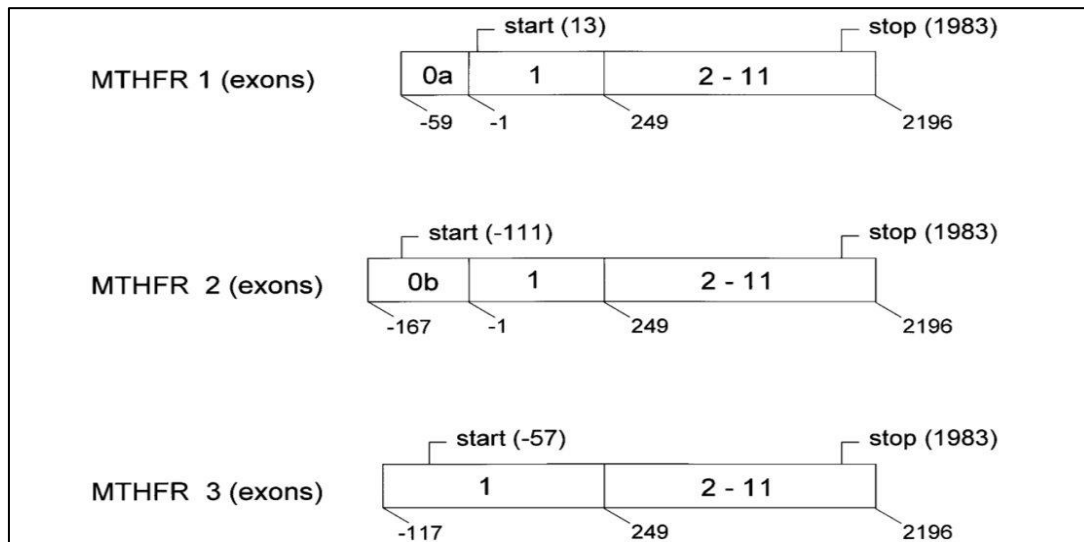 start (13) stop (1983)
MTHFR 1 (exons) 0a 1 2 - 11
-59 -1 249 2196
start (-111) stop (1983)
MTHFR 2 (exons) 0b 1 2 - 11
-167 -1 249 2196
start (-57) stop (1983)
MTHFR 3 (exons) 1 2 - 11
-117 249 2196